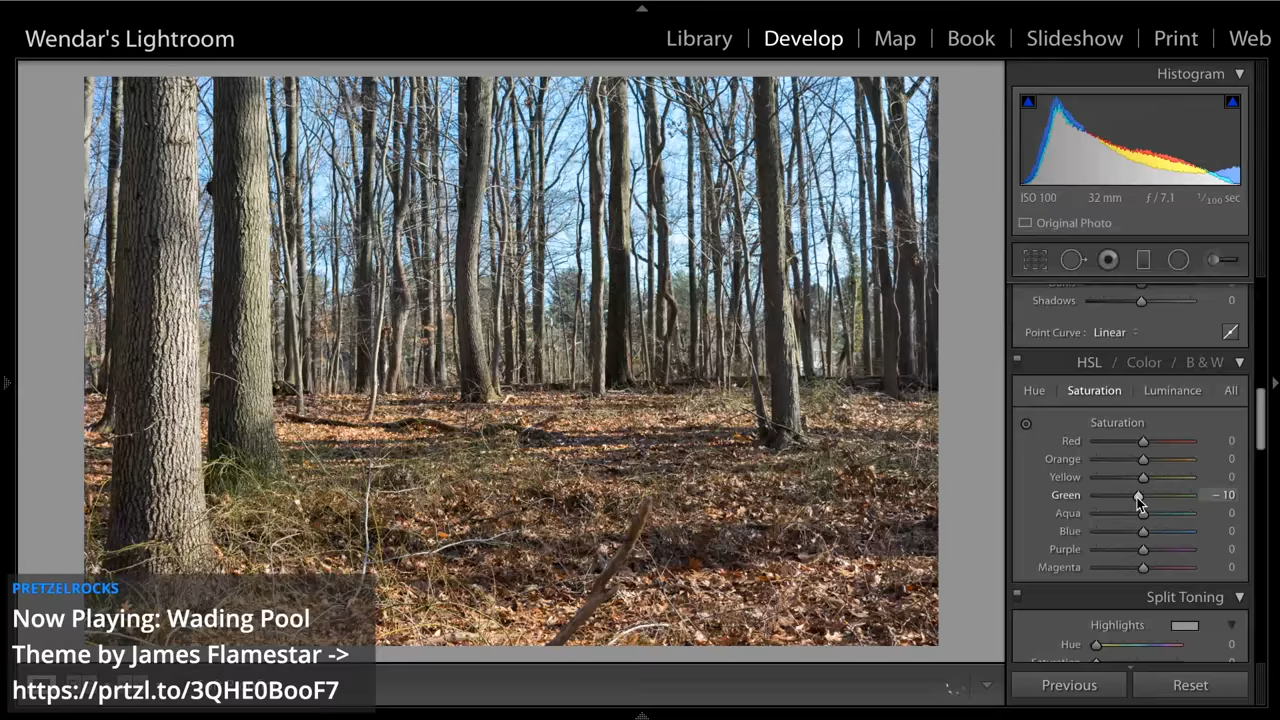 Wendar's Lightroom
Library | Develop | Map | Book | Slideshow | Print | Web
Histogram
ISO 100 32 mm ƒ / 7.1 1/100 sec
Original Photo
Shadows 0
Point Curve : Linear
HSL / Color / B & W
Hue Saturation Luminance All
Saturation
Red 0
Orange 0
Yellow 0
Green – 10
Aqua 0
Blue 0
Purple 0
Magenta 0
Split Toning
Highlights
Hue 0
Previous Reset
PRETZELROCKS
Now Playing: Wading Pool
Theme by James Flamestar ->
https://prtzl.to/3QHE0BooF7